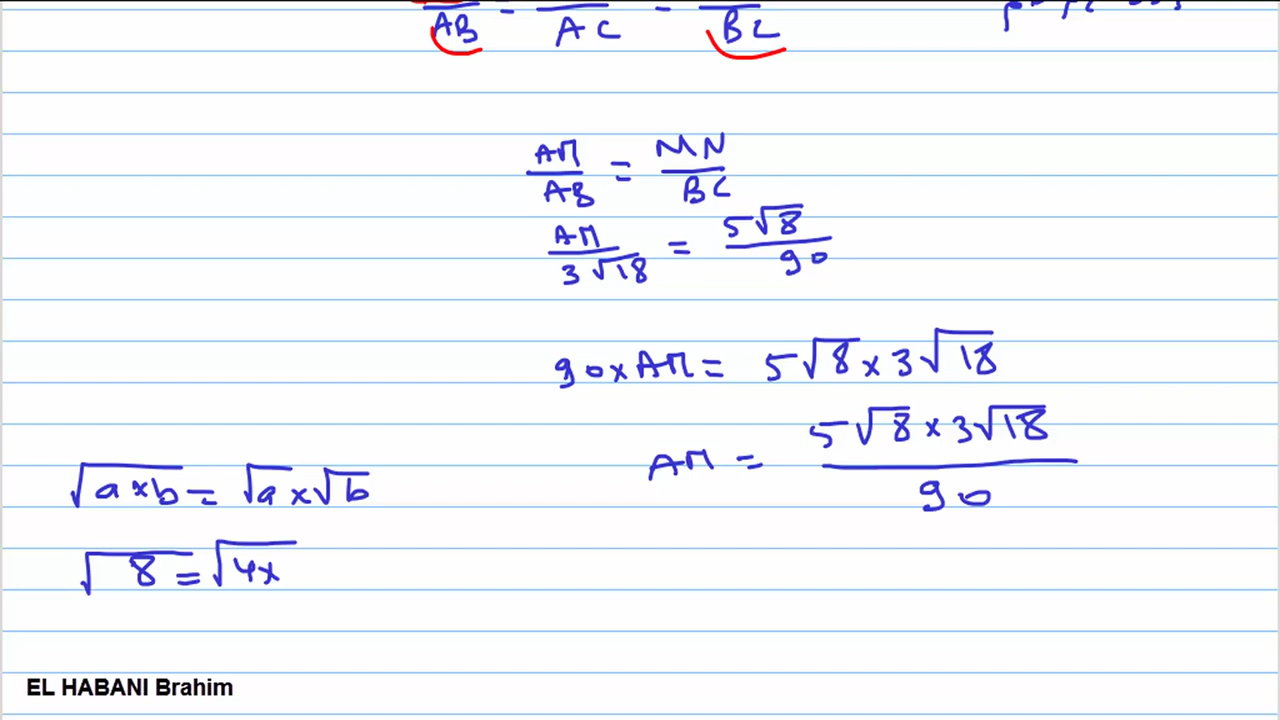 AB = AC = BC
AM/AB = MN/BC
AM/3√18 = 5√8/90
90×AM = 5√8×3√18
AM = 5√8×3√18/90
√a×b = √a×√b
√8 = √4×
EL HABANI Brahim